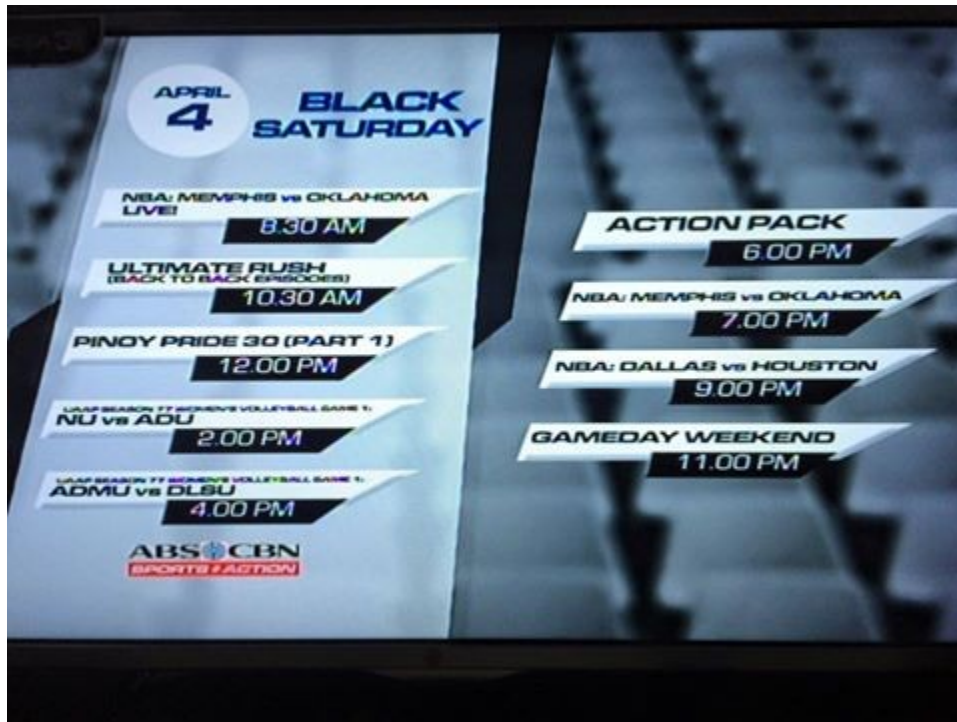 APRIL
4
BLACK
SATURDAY
NBA: MEMPHIS vs OKLAHOMA
LIVE!
8.30 AM
ULTIMATE RUSH
(BACK TO BACK EPISODES)
10.30 AM
PINOY PRIDE 30 (PART 1)
12.00 PM
UAAP SEASON 77 WOMEN'S VOLLEYBALL GAME 1:
NU vs ADU
2.00 PM
UAAP SEASON 77 WOMEN'S VOLLEYBALL GAME 1:
ADMU vs DLSU
4.00 PM
ABS CBN
SPORTS+ACTION
ACTION PACK
6.00 PM
NBA: MEMPHIS vs OKLAHOMA
7.00 PM
NBA: DALLAS vs HOUSTON
9.00 PM
GAMEDAY WEEKEND
11.00 PM